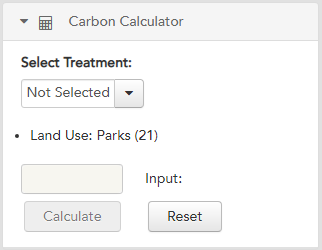 Carbon Calculator
Select Treatment:
Not Selected
Land Use: Parks (21)
Input:
Calculate Reset